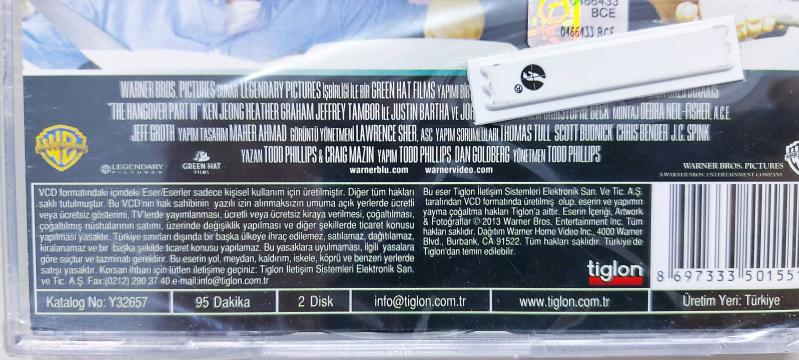 0466433
BCE
0466433 BCE
WARNER BROS. PICTURES SUNAR LEGENDARY PICTURES İŞBİRLİĞİ İLE BİR GREEN HAT FILMS YAPIMI BİR
"THE HANGOVER PART III" KEN JEONG HEATHER GRAHAM JEFFREY TAMBOR İLE JUSTIN BARTHA VE
BECK MONTAJ DEBRA NEIL-FISHER, A.C.E.
JEFF GROTH YAPIM TASARIM MAHER AHMAD GÖRÜNTÜ YÖNETMENİ LAWRENCE SHER, ASC YAPIM SORUMLULARI THOMAS TULL SCOTT BUDNICK CHRIS BENDER J.C. SPINK
YAZAN TODD PHILLIPS & CRAIG MAZIN YAPIM TODD PHILLIPS DAN GOLDBERG YÖNETMEN TODD PHILLIPS
WB
LEGENDARY
PICTURES
GREEN HAT
FILMS
warnerblu.com
warnervideo.com
WARNER BROS. PICTURES
A WARNER BROS. ENTERTAINMENT COMPANY
VCD formatındaki içindeki Eser/Eserler sadece kişisel kullanım için üretilmiştir. Diğer tüm hakları
saklı tutulmuştur. Bu VCD'nin hak sahibinin yazılı izin alınmaksızın umuma açık yerlerde ücretli
veya ücretsiz gösterimi, TV'lerde yayımlanması, ücretli veya ücretsiz kiraya verilmesi, çoğaltılması,
çoğaltılmış nüshalarının satımı, üzerinde değişiklik yapılması ve diğer şekillerde ticaret konusu
yapılması yasaktır. Türkiye sınırları dışında bir başka ülkeye ihraç edilemez, satılamaz, dağıtılamaz,
kiralanamaz ve bir başka şekilde ticaret konusu yapılamaz. Bu yasaklara uyulmaması, ilgili yasalara
göre suçtur ve tazminatı gerektirir. Bu eserin yol, meydan, kaldırım, iskele, köprü ve benzeri yerlerde
satışı yasaktır. Korsan ihbarı için lütfen iletişime geçiniz: Tiglon İletişim Sistemleri Elektronik San.
ve Tic. A.Ş. Fax:(0212) 290 37 40 e-mail:info@tiglon.com.tr
Bu eser Tiglon İletişim Sistemleri Elektronik San. Ve Tic. A.Ş.
tarafından VCD formatında üretilmiş olup, eserin ve yapımın
yayma çoğaltma hakları Tiglon'a aittir. Eserin İçeriği, Artwork
& Fotoğraflar © 2013 Warner Bros. Entertainment Inc. Tüm
hakları saklıdır. Dağıtım Warner Home Video Inc., 4000 Warner
Blvd., Burbank, CA 91522. Tüm hakları saklıdır. Türkiye'de
Tiglon'dan temin edilebilir.
tiglon
8 697333 501551
Katalog No: Y32657
95 Dakika
2 Disk
info@tiglon.com.tr
www.tiglon.com.tr
Üretim Yeri: Türkiye